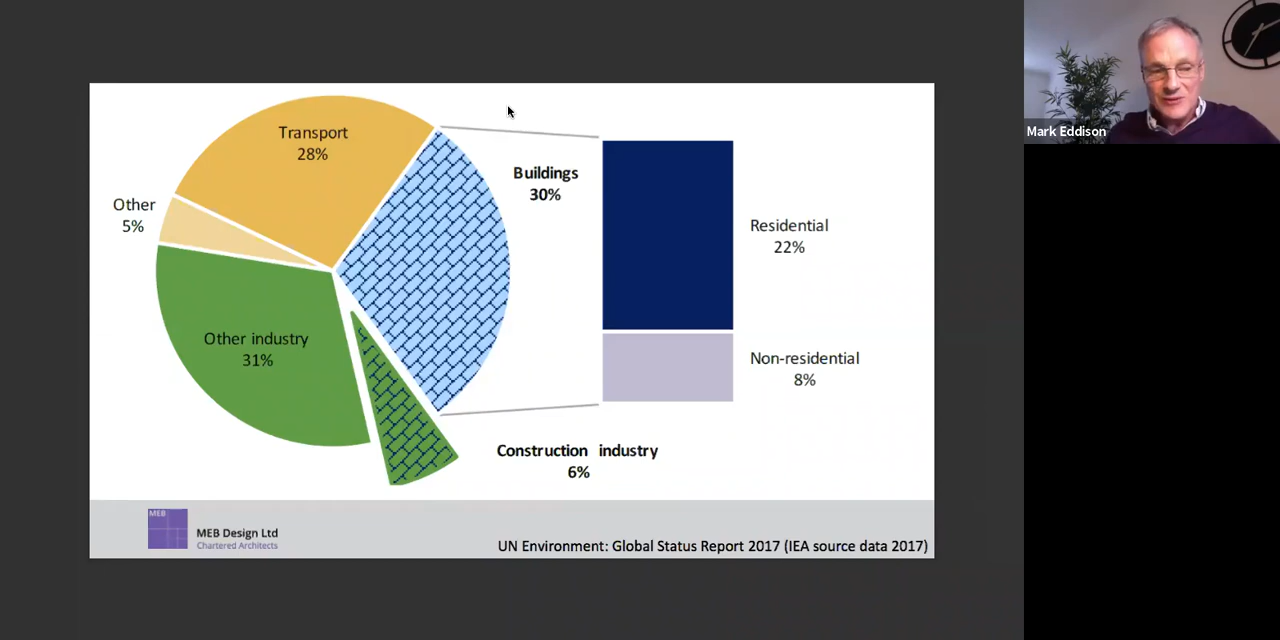 Transport
28%
Other
5%
Other industry
31%
Buildings
30%
Residential
22%
Non-residential
8%
Construction industry
6%
MEB
MEB Design Ltd
Chartered Architects
UN Environment: Global Status Report 2017 (IEA source data 2017)
Mark Eddison